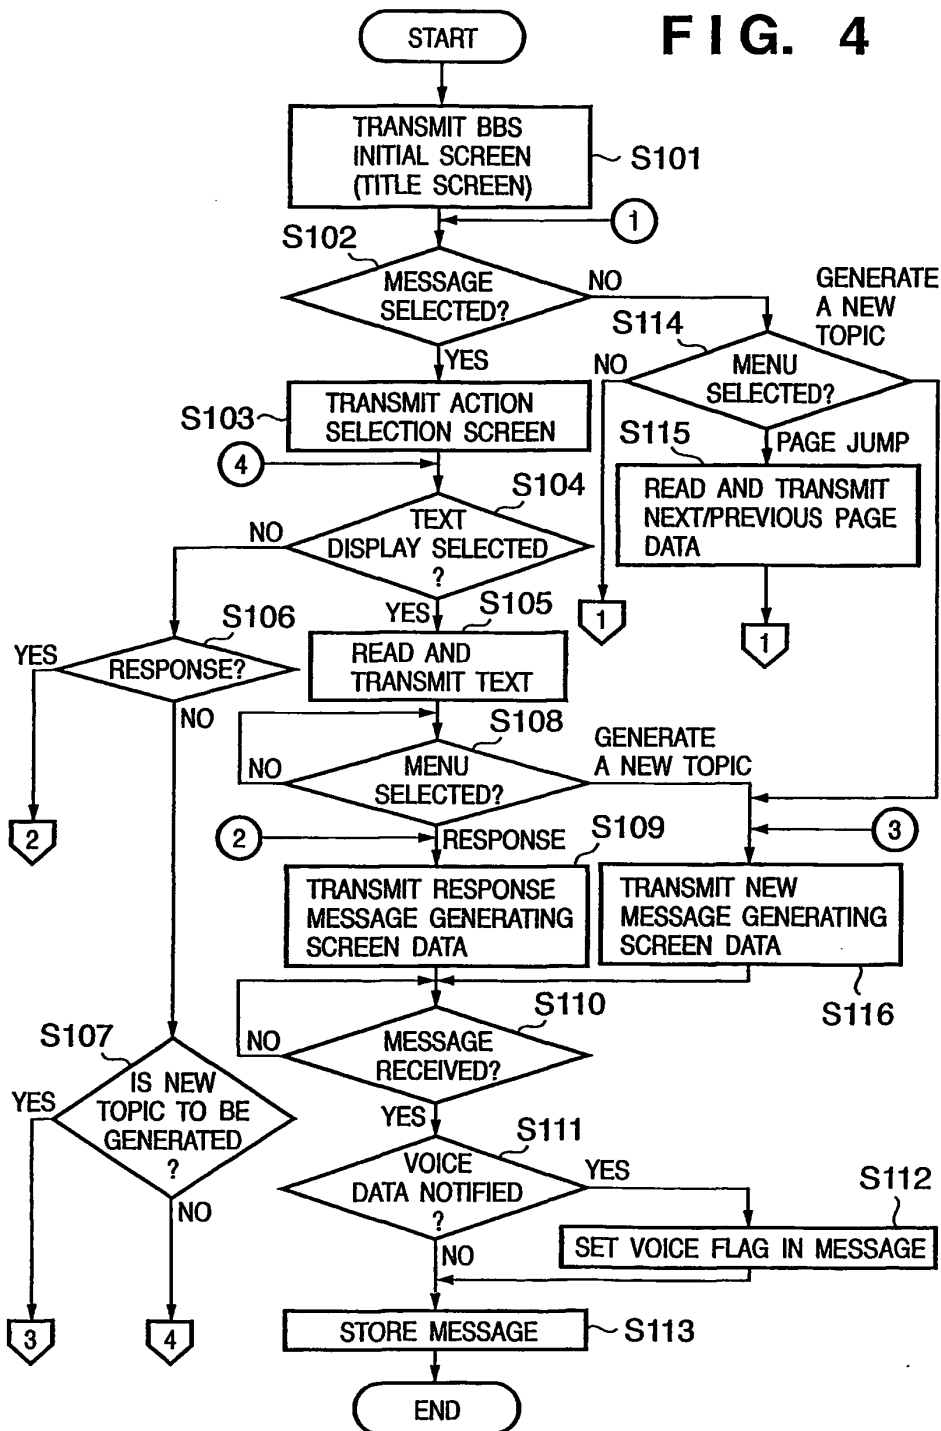 FIG. 4
START
TRANSMIT BBS
INITIAL SCREEN
(TITLE SCREEN)
S101
1
S102
MESSAGE
SELECTED?
NO
YES
GENERATE
A NEW
TOPIC
S114
NO
MENU
SELECTED?
S103
TRANSMIT ACTION
SELECTION SCREEN
S115
PAGE JUMP
READ AND TRANSMIT
NEXT/PREVIOUS PAGE
DATA
1
1
4
S104
TEXT
DISPLAY SELECTED
?
NO
YES
S105
READ AND
TRANSMIT TEXT
S106
YES
RESPONSE?
NO
2
S108
MENU
SELECTED?
NO
GENERATE
A NEW TOPIC
2
RESPONSE
3
S109
TRANSMIT RESPONSE
MESSAGE GENERATING
SCREEN DATA
TRANSMIT NEW
MESSAGE GENERATING
SCREEN DATA
S116
S110
MESSAGE
RECEIVED?
NO
YES
S107
YES
IS NEW
TOPIC TO BE
GENERATED
?
NO
3
4
S111
VOICE
DATA NOTIFIED
?
YES
NO
S112
SET VOICE FLAG IN MESSAGE
STORE MESSAGE
S113
END